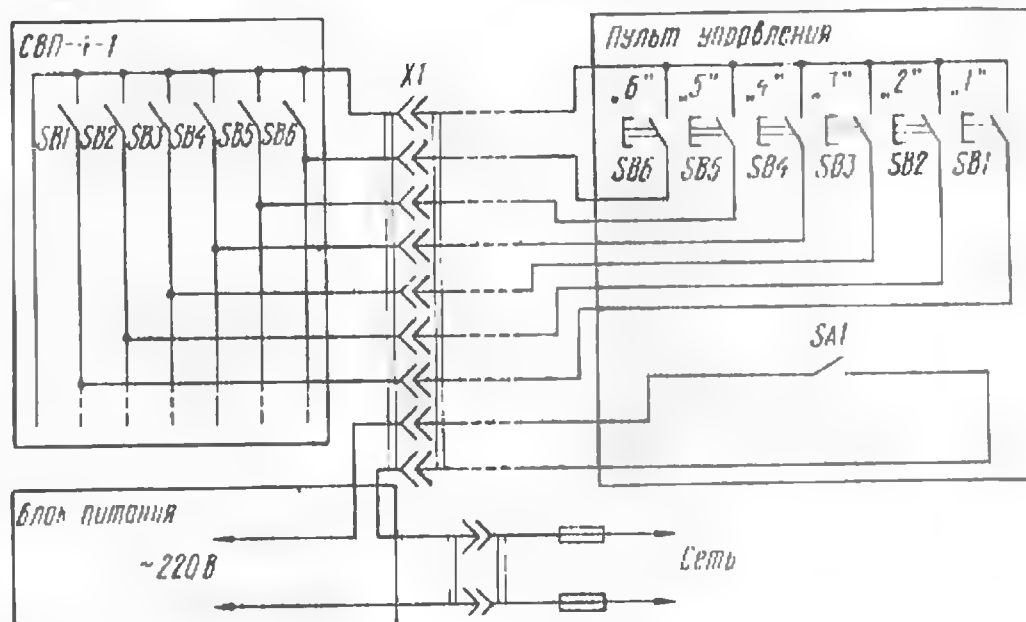 СВП-4-1
X1
Пульт управления
„6” „5” „4” „3” „2” „1”
SB1 SB2 SB3 SB4 SB5 SB6
SB6 SB5 SB4 SB3 SB2 SB1
SA1
Блок питания
~220В
Сеть